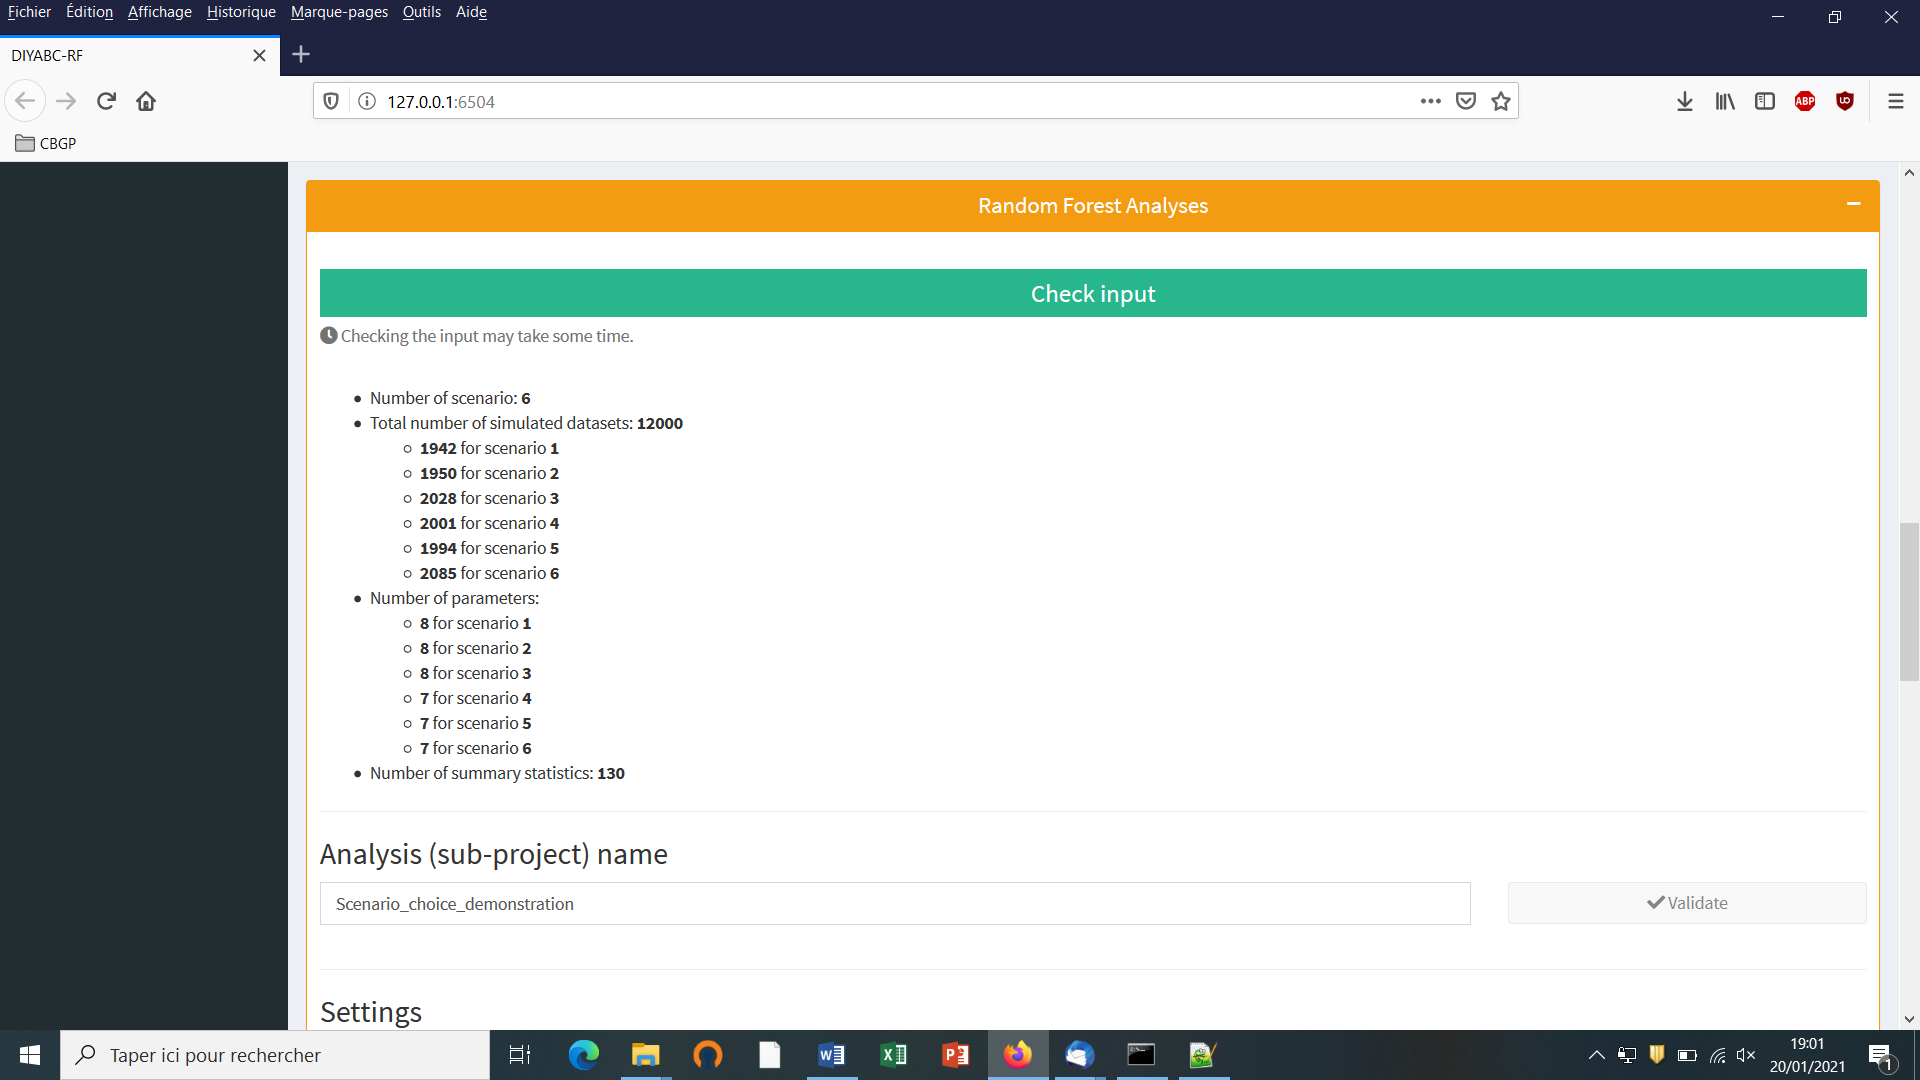 Fichier Édition Affichage Historique Marque-pages Outils Aide
DIYABC-RF
127.0.0.1:6504
ABP
CBGP
Random Forest Analyses
Check input
Checking the input may take some time.
Number of scenario: 6
Total number of simulated datasets: 12000
1942 for scenario 1
1950 for scenario 2
2028 for scenario 3
2001 for scenario 4
1994 for scenario 5
2085 for scenario 6
Number of parameters:
8 for scenario 1
8 for scenario 2
8 for scenario 3
7 for scenario 4
7 for scenario 5
7 for scenario 6
Number of summary statistics: 130
Analysis (sub-project) name
Scenario_choice_demonstration
Validate
Settings
Taper ici pour rechercher
19:01
20/01/2021
1